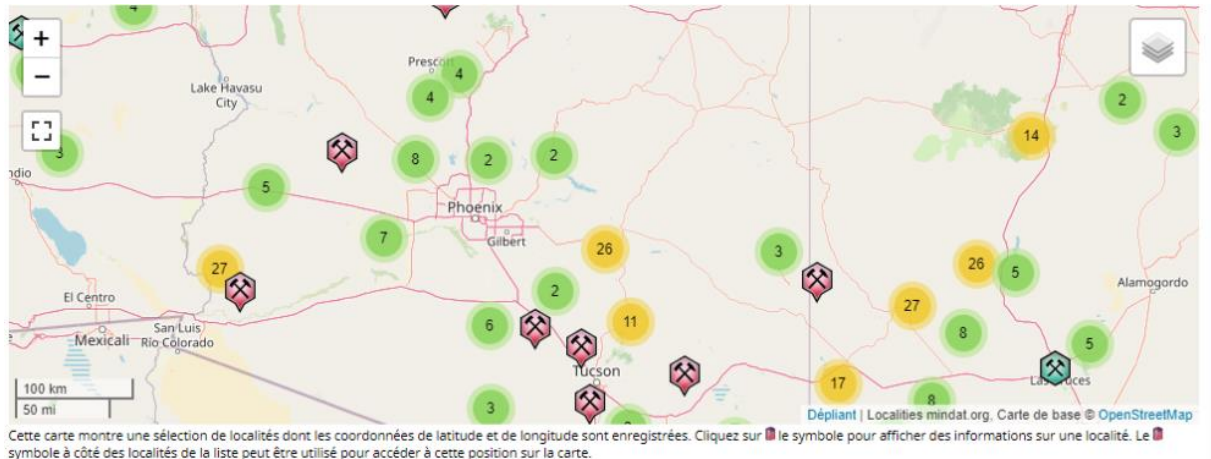 4
+
−
Prescott
4
4
2
Lake Havasu
City
14
3
3
8
2
2
ndio
5
Phoenix
7
Gilbert
26
3
26
5
27
El Centro
2
27
Alamogordo
San Luis
Río Colorado
Mexicali
6
11
8
5
Tucson
100 km
50 mi
17
Las Cruces
8
3
Dépliant | Localities mindat.org, Carte de base © OpenStreetMap
Cette carte montre une sélection de localités dont les coordonnées de latitude et de longitude sont enregistrées. Cliquez sur le symbole pour afficher des informations sur une localité. Le
symbole à côté des localités de la liste peut être utilisé pour accéder à cette position sur la carte.